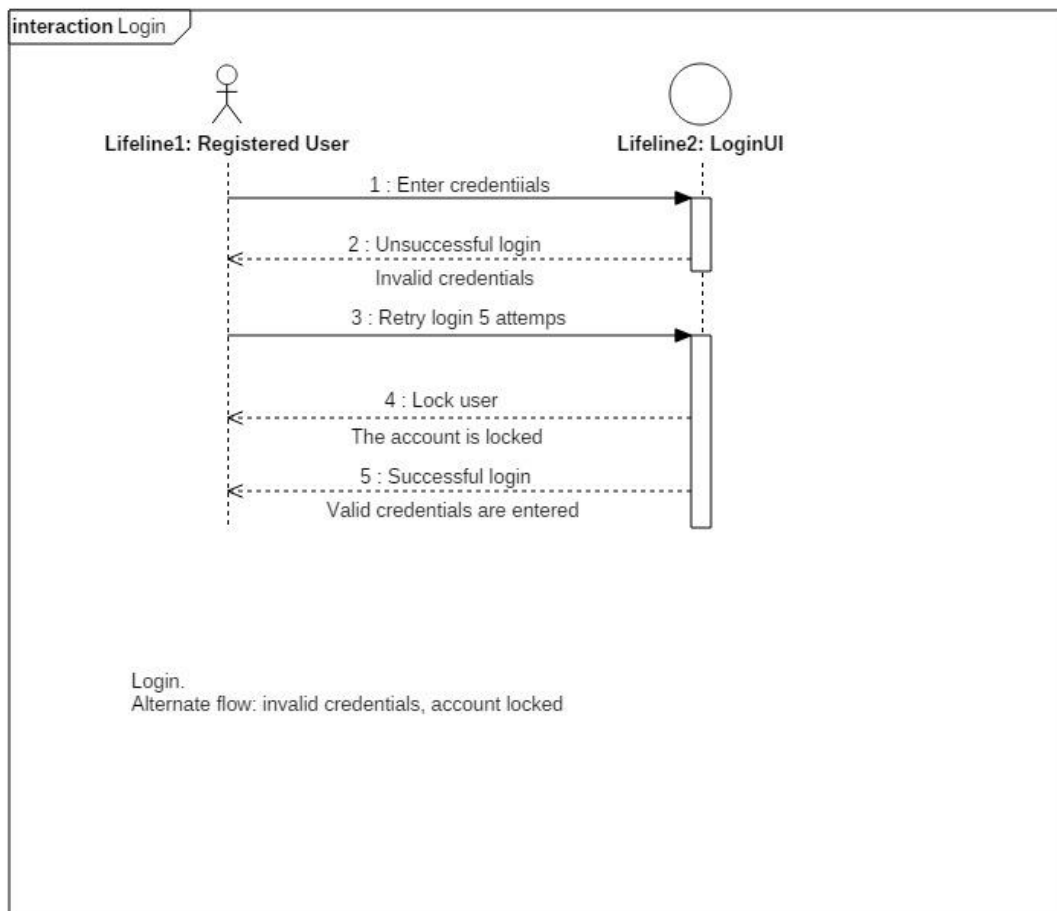 interaction Login
Lifeline1: Registered User
Lifeline2: LoginUI
1 : Enter credentiials
2 : Unsuccessful login
Invalid credentials
3 : Retry login 5 attemps
4 : Lock user
The account is locked
5 : Successful login
Valid credentials are entered
Login.
Alternate flow: invalid credentials, account locked